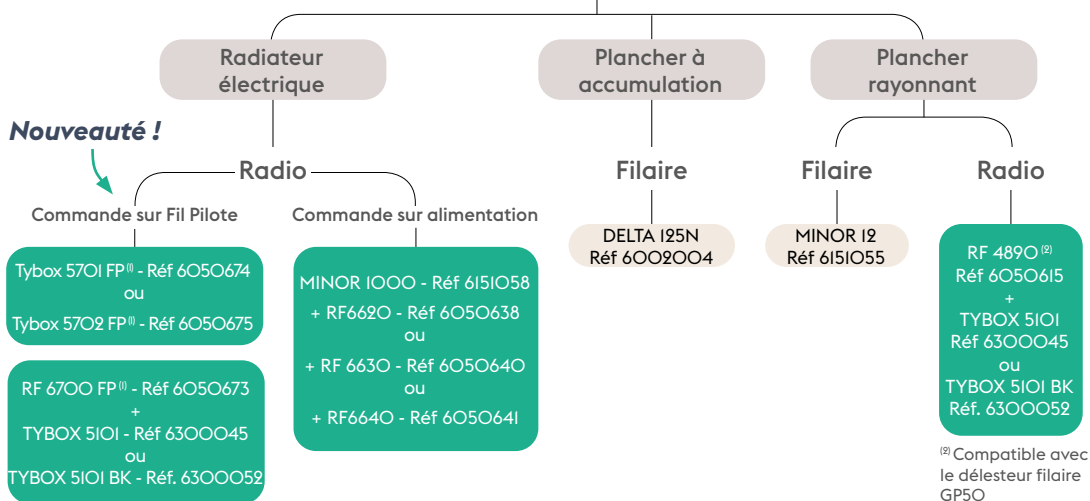 Radiateur
électrique
Plancher à
accumulation
Plancher
rayonnant
Nouveauté !
Radio
Filaire
Filaire
Radio
Commande sur Fil Pilote
Commande sur alimentation
Tybox 5701 FP⁽¹⁾ - Réf 6050674
ou
Tybox 5702 FP⁽¹⁾ - Réf 6050675
RF 6700 FP⁽¹⁾ - Réf 6050673
+
TYBOX 5101 - Réf 6300045
ou
TYBOX 5101 BK - Réf. 6300052
MINOR 1000 - Réf 6151058
+ RF6620 - Réf 6050638
ou
+ RF 6630 - Réf 6050640
ou
+ RF6640 - Réf 6050641
DELTA 125N
Réf 6002004
MINOR 12
Réf 6151055
RF 4890 ⁽²⁾
Réf 6050615
+
TYBOX 5101
Réf 6300045
ou
TYBOX 5101 BK
Réf. 6300052
⁽²⁾ Compatible avec
le délesteur filaire
GP50